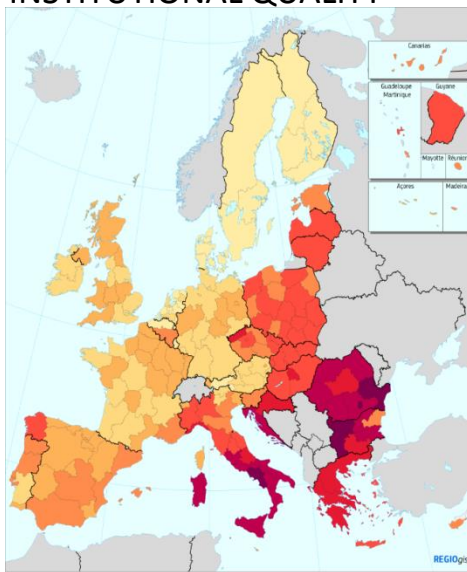 INSTITUTIONAL QUALITY
Canarias
Guadeloupe
Martinique
Guyane
Mayotte
Réunion
Açores
Madeira
REGIOgis